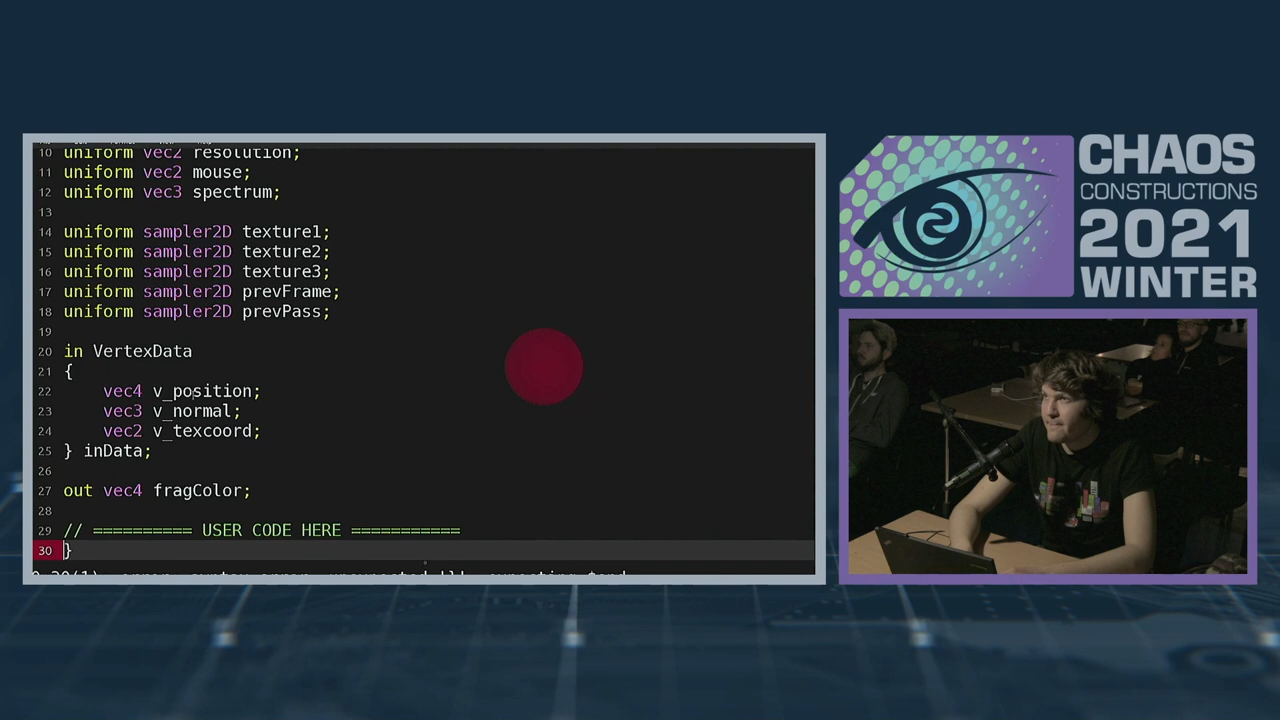 10 uniform vec2 resolution;
11 uniform vec2 mouse;
12 uniform vec3 spectrum;
13
14 uniform sampler2D texture1;
15 uniform sampler2D texture2;
16 uniform sampler2D texture3;
17 uniform sampler2D prevFrame;
18 uniform sampler2D prevPass;
19
20 in VertexData
21 {
22 vec4 v_position;
23 vec3 v_normal;
24 vec2 v_texcoord;
25 } inData;
26
27 out vec4 fragColor;
28
29 // ========== USER CODE HERE ===========
30 }
CHAOS
CONSTRUCTIONS
2021
WINTER